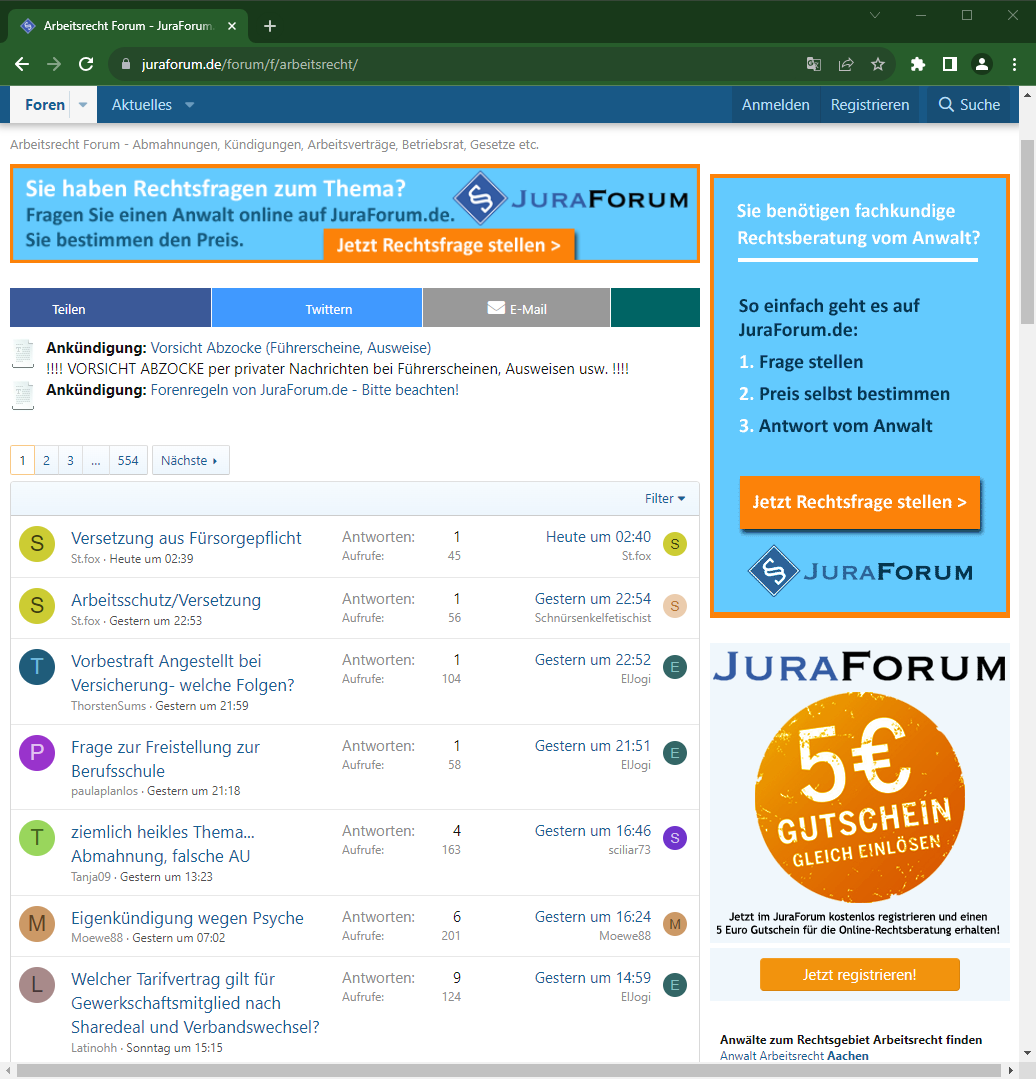 Arbeitsrecht Forum - JuraForum.
juraforum.de/forum/f/arbeitsrecht/
Foren
Aktuelles
Anmelden
Registrieren
Suche
Arbeitsrecht Forum - Abmahnungen, Kündigungen, Arbeitsverträge, Betriebsrat, Gesetze etc.
Sie haben Rechtsfragen zum Thema?
Fragen Sie einen Anwalt online auf JuraForum.de.
Sie bestimmen den Preis.
JURAFORUM
Jetzt Rechtsfrage stellen >
Teilen
Twittern
E-Mail
Ankündigung: Vorsicht Abzocke (Führerscheine, Ausweise)
!!!! VORSICHT ABZOCKE per privater Nachrichten bei Führerscheinen, Ausweisen usw. !!!!
Ankündigung: Forenregeln von JuraForum.de - Bitte beachten!
1 2 3 ... 554 Nächste
Filter
S Versetzung aus Fürsorgepflicht Antworten: 1 Heute um 02:40 S
St.fox · Heute um 02:39 Aufrufe: 45 St.fox
S Arbeitsschutz/Versetzung Antworten: 1 Gestern um 22:54 S
St.fox · Gestern um 22:53 Aufrufe: 56 Schnürsenkelfetischist
T Vorbestraft Angestellt bei Antworten: 1 Gestern um 22:52 E
Versicherung- welche Folgen? Aufrufe: 104 ElJogi
ThorstenSums · Gestern um 21:59
P Frage zur Freistellung zur Antworten: 1 Gestern um 21:51 E
Berufsschule Aufrufe: 58 ElJogi
paulaplanlos · Gestern um 21:18
T ziemlich heikles Thema... Antworten: 4 Gestern um 16:46 S
Abmahnung, falsche AU Aufrufe: 163 sciliar73
Tanja09 · Gestern um 13:23
M Eigenkündigung wegen Psyche Antworten: 6 Gestern um 16:24 M
Moewe88 · Gestern um 07:02 Aufrufe: 201 Moewe88
L Welcher Tarifvertrag gilt für Antworten: 9 Gestern um 14:59 E
Gewerkschaftsmitglied nach Aufrufe: 124 ElJogi
Sharedeal und Verbandswechsel?
Latinohh · Sonntag um 15:15
Sie benötigen fachkundige
Rechtsberatung vom Anwalt?
So einfach geht es auf
JuraForum.de:
1. Frage stellen
2. Preis selbst bestimmen
3. Antwort vom Anwalt
Jetzt Rechtsfrage stellen >
JURAFORUM
JURAFORUM
5€
GUTSCHEIN
GLEICH EINLÖSEN
Jetzt im JuraForum kostenlos registrieren und einen
5 Euro Gutschein für die Online-Rechtsberatung erhalten!
Jetzt registrieren!
Anwälte zum Rechtsgebiet Arbeitsrecht finden
Anwalt Arbeitsrecht Aachen